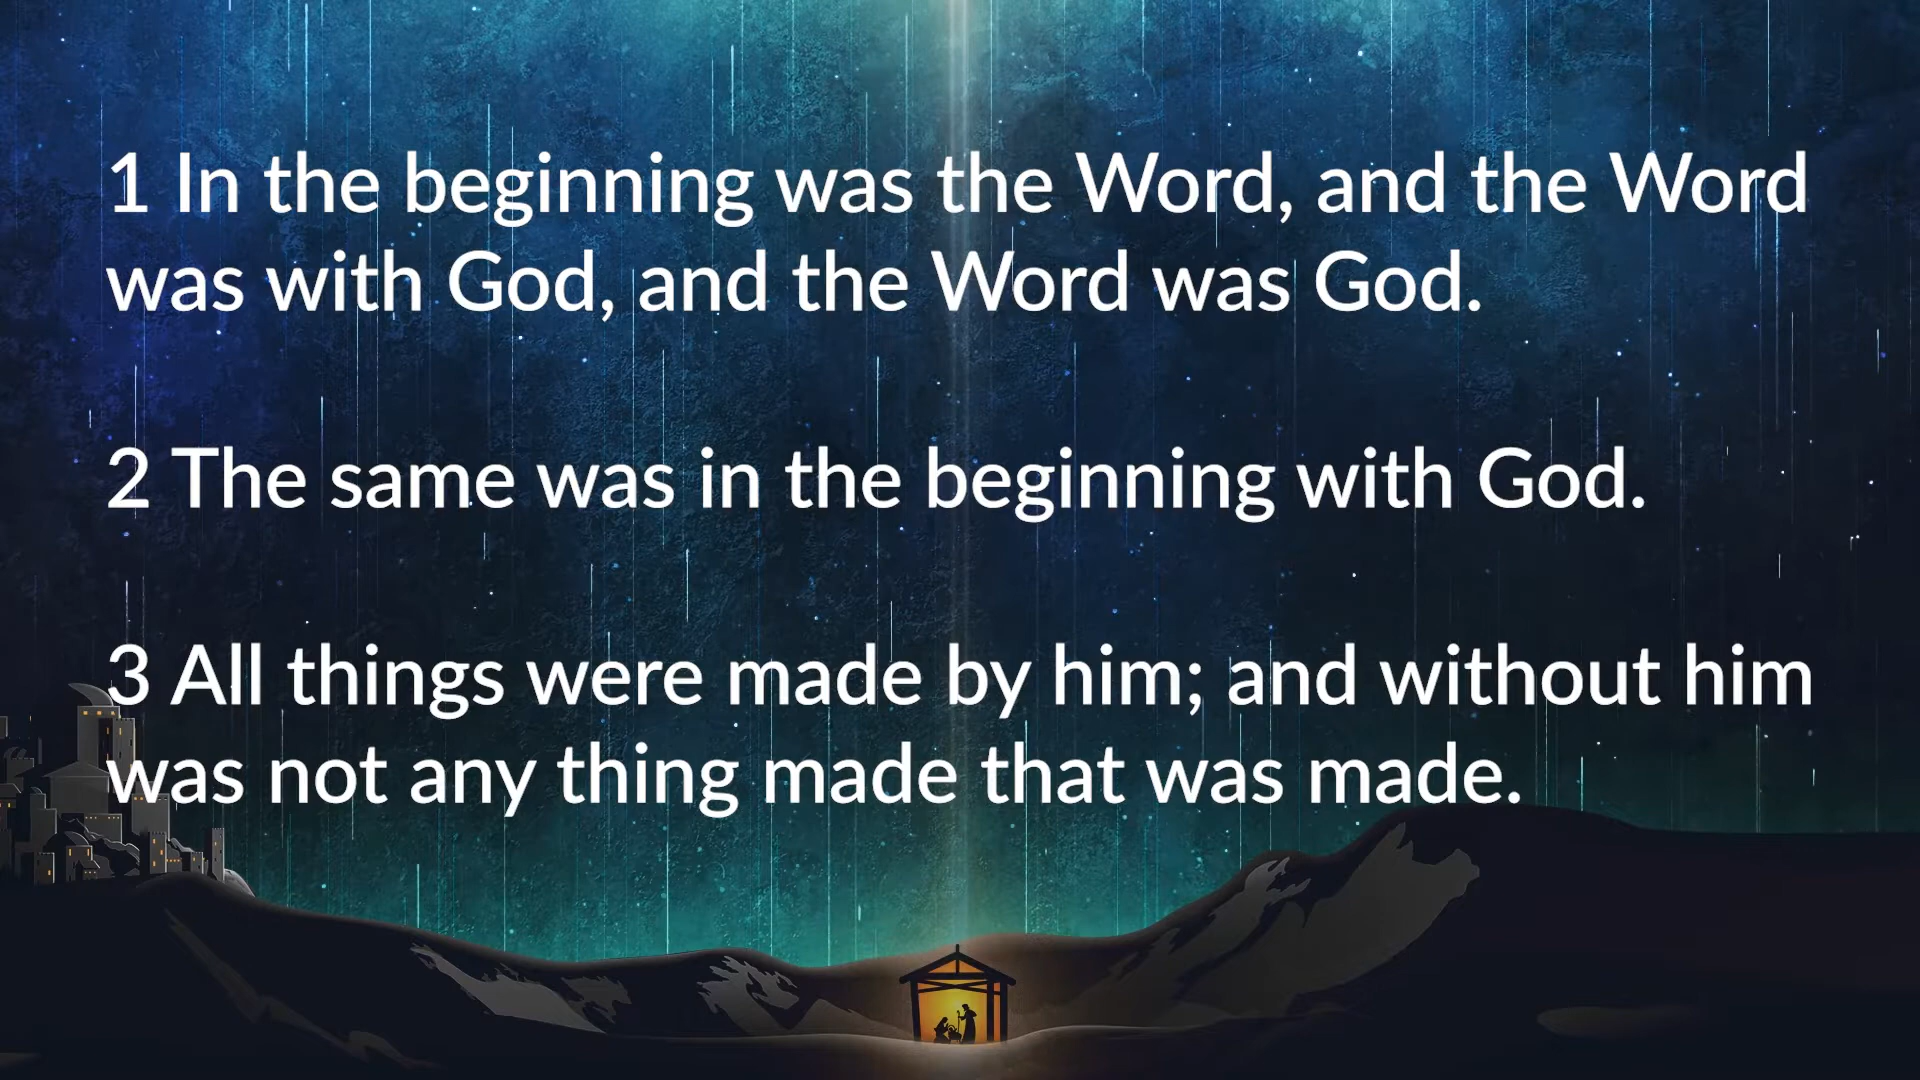 1 In the beginning was the Word, and the Word
was with God, and the Word was God.
2 The same was in the beginning with God.
3 All things were made by him; and without him
was not any thing made that was made.